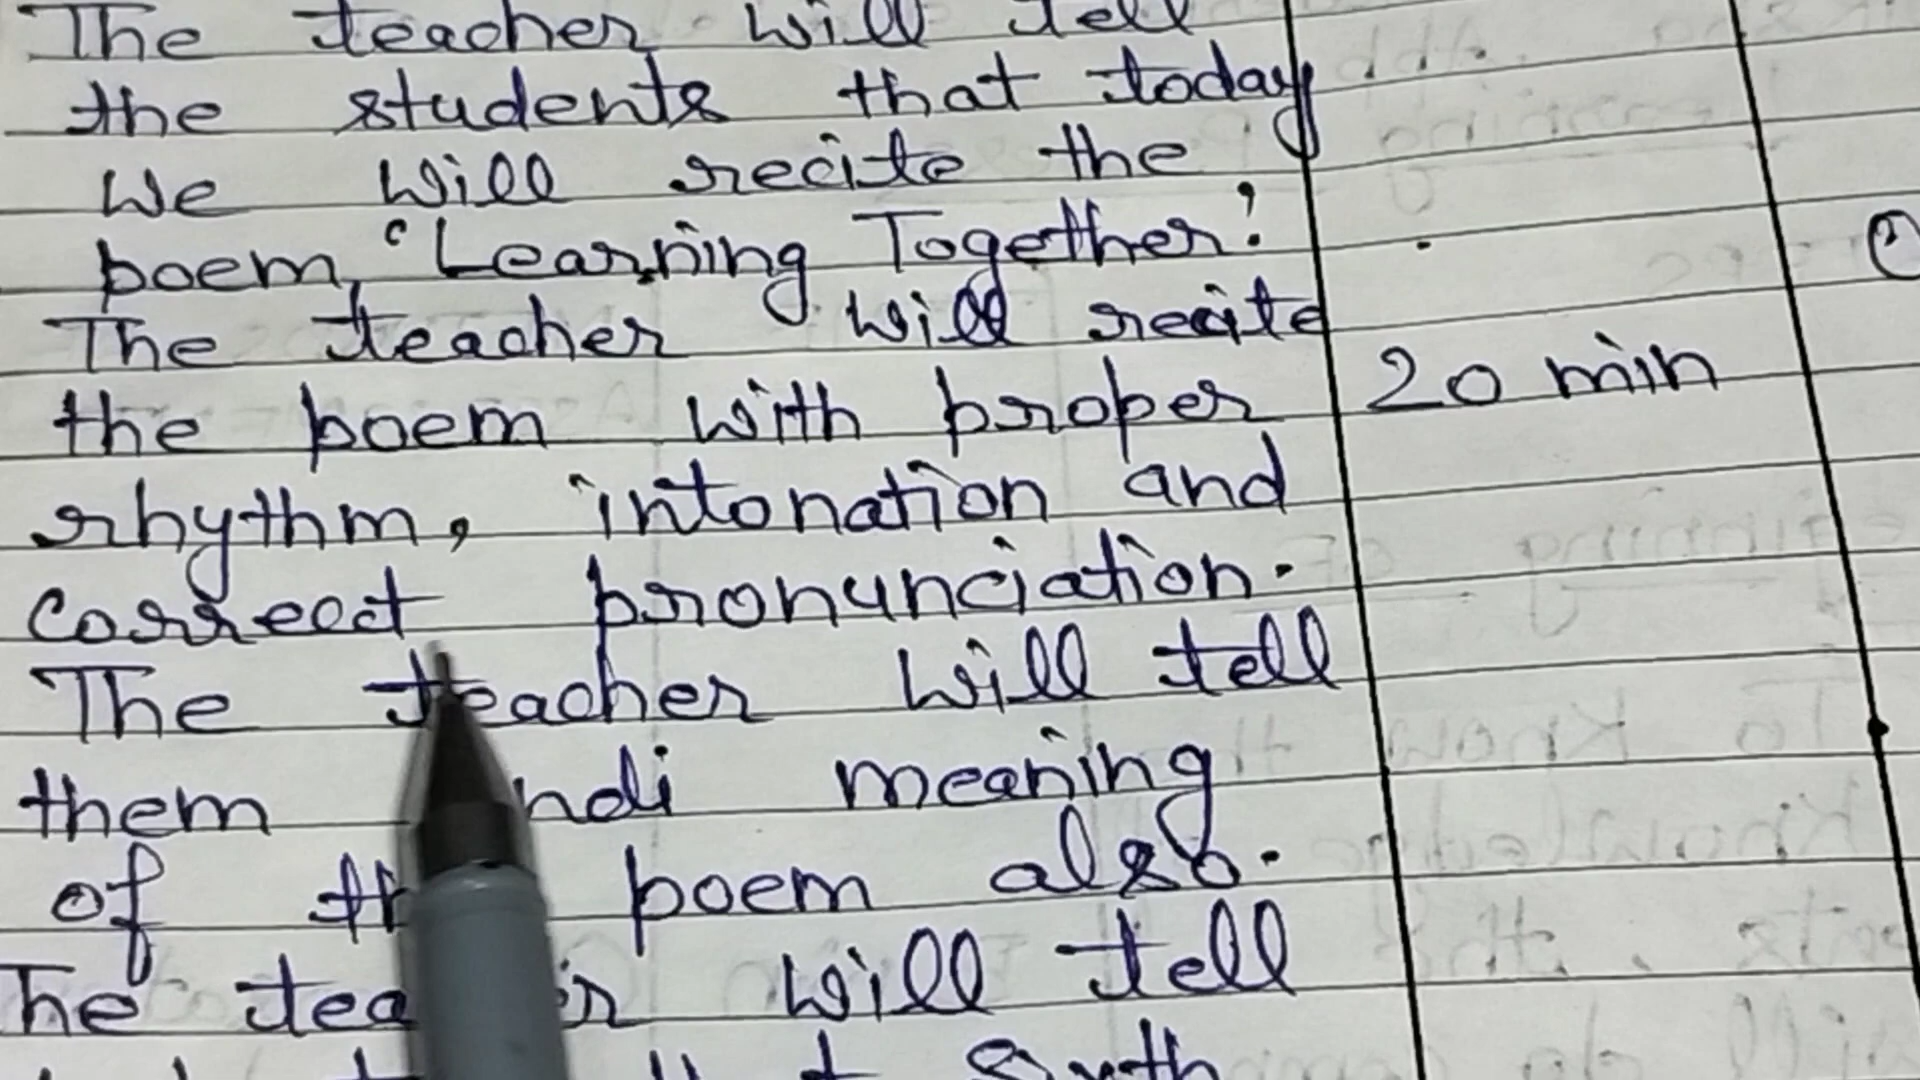 The teacher will tell
the students that today
we will recite the
poem, 'Learning Together'.
The teacher will recite
the poem with proper
20 min
rhythm, intonation and
correct pronunciation.
The teacher will tell
them meaning
of poem also.
The will tell